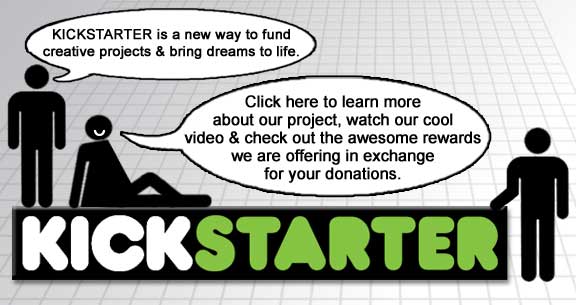 KICKSTARTER is a new way to fund
creative projects & bring dreams to life.
Click here to learn more
about our project, watch our cool
video & check out the awesome rewards
we are offering in exchange
for your donations.
KICKSTARTER